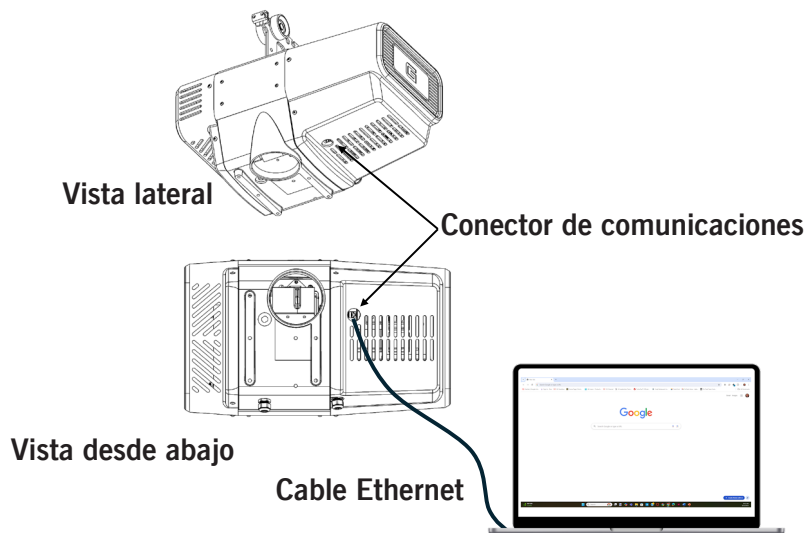 Vista lateral
Conector de comunicaciones
Vista desde abajo
Google
Cable Ethernet